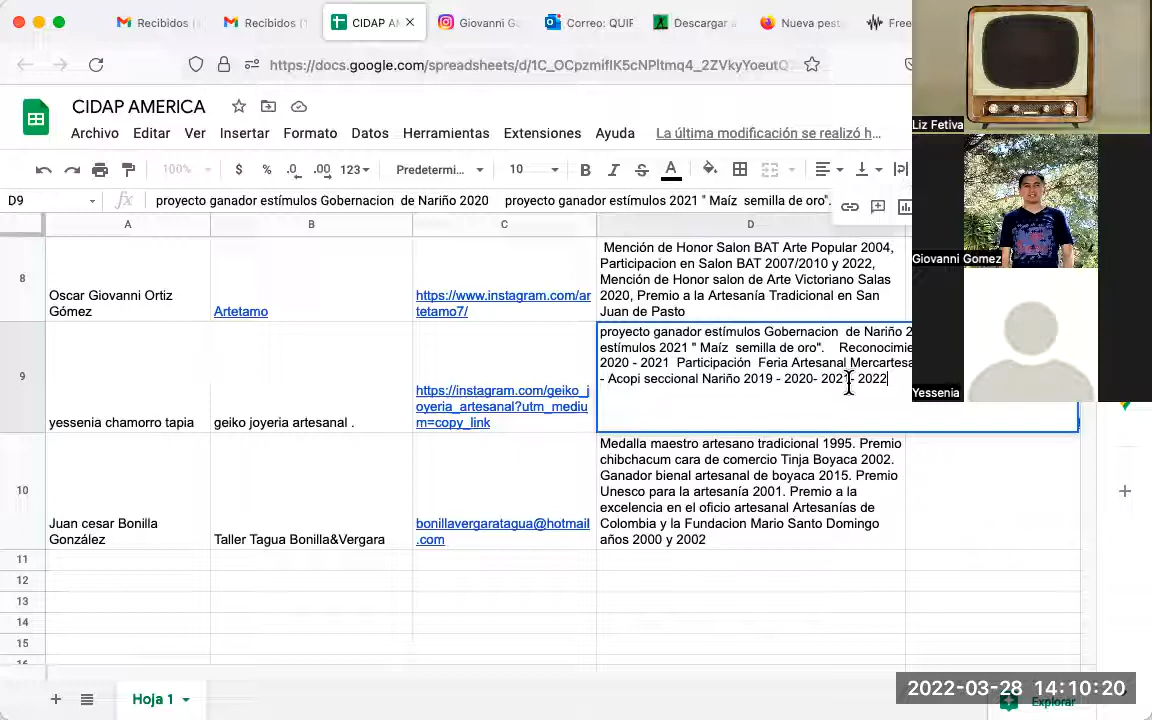 Recibidos (
Recibidos (
CIDAP A
Giovanni G
Correo: QUIF
Descargar
Nueva pest
Free
https://docs.google.com/spreadsheets/d/1C_OCpzmifIK5cNPItmq4_2ZVkyYoeutQ
CIDAP AMERICA
Archivo Editar Ver Insertar Formato Datos Herramientas Extensiones Ayuda La última modificación se realizó h…
100% $ % .0 .00 123 Predetermi… 10 B I S A
D9 fx proyecto ganador estímulos Gobernacion de Nariño 2020 proyecto ganador estímulos 2021 " Maíz semilla de oro".
A B C D
8
Oscar Giovanni Ortiz
Gómez
Artetamo
https://www.instagram.com/ar
tetamo7/
Mención de Honor Salon BAT Arte Popular 2004,
Participacion en Salon BAT 2007/2010 y 2022,
Mención de Honor salon de Arte Victoriano Salas
2020, Premio a la Artesanía Tradicional en San
Juan de Pasto
9
yessenia chamorro tapia
geiko joyeria artesanal .
https://instagram.com/geiko_j
oyeria_artesanal?utm_mediu
m=copy_link
proyecto ganador estímulos Gobernacion de Nariño 2
estímulos 2021 " Maíz semilla de oro". Reconocimie
2020 - 2021 Participación Feria Artesanal Mercartesa
- Acopi seccional Nariño 2019 - 2020- 2021- 2022
10
Juan cesar Bonilla
González
Taller Tagua Bonilla&Vergara
bonillavergaratagua@hotmail
.com
Medalla maestro artesano tradicional 1995. Premio
chibchacum cara de comercio Tinja Boyaca 2002.
Ganador bienal artesanal de boyaca 2015. Premio
Unesco para la artesanía 2001. Premio a la
excelencia en el oficio artesanal Artesanías de
Colombia y la Fundacion Mario Santo Domingo
años 2000 y 2002
11
12
13
14
15
16
Hoja 1
Explorar
Liz Fetiva
Giovanni Gomez
Yessenia
2022-03-28 14:10:20